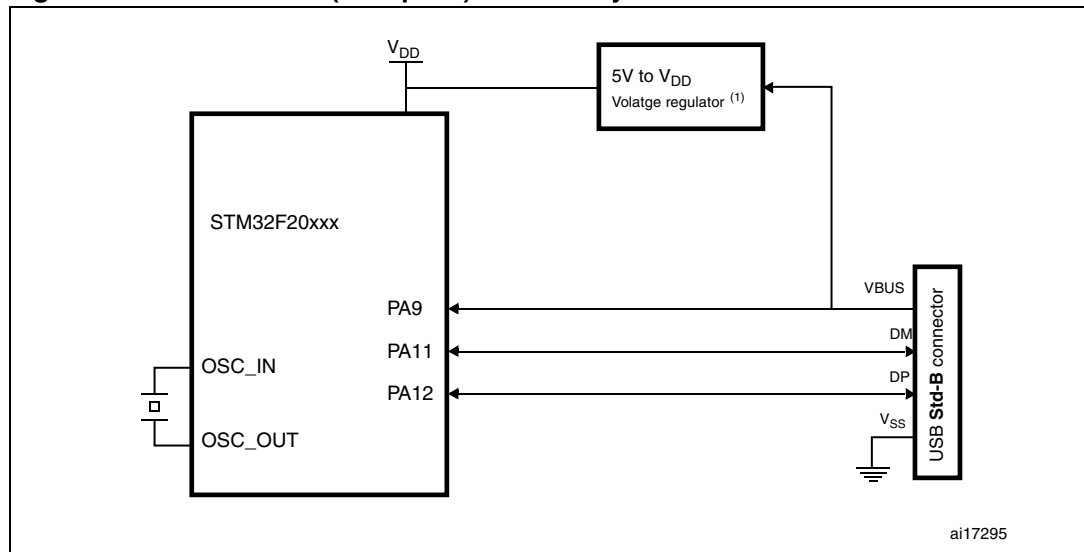 V_DD
5V to V_DD
Volatge regulator (1)
STM32F20xxx
VBUS
PA9
DM
PA11
OSC_IN
DP
PA12
V_SS
OSC_OUT
USB Std-B connector
ai17295